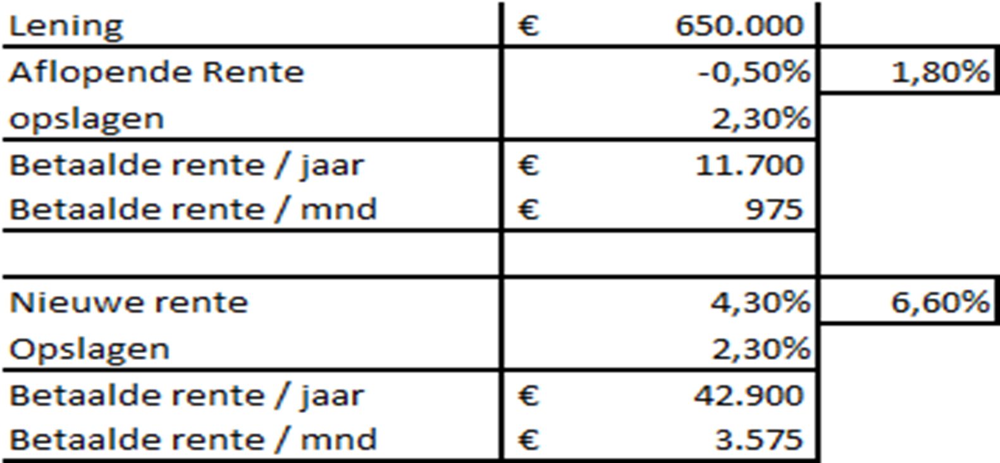 Lening € 650.000
Aflopende Rente -0,50% 1,80%
opslagen 2,30%
Betaalde rente / jaar € 11.700
Betaalde rente / mnd € 975
Nieuwe rente 4,30% 6,60%
Opslagen 2,30%
Betaalde rente / jaar € 42.900
Betaalde rente / mnd € 3.575